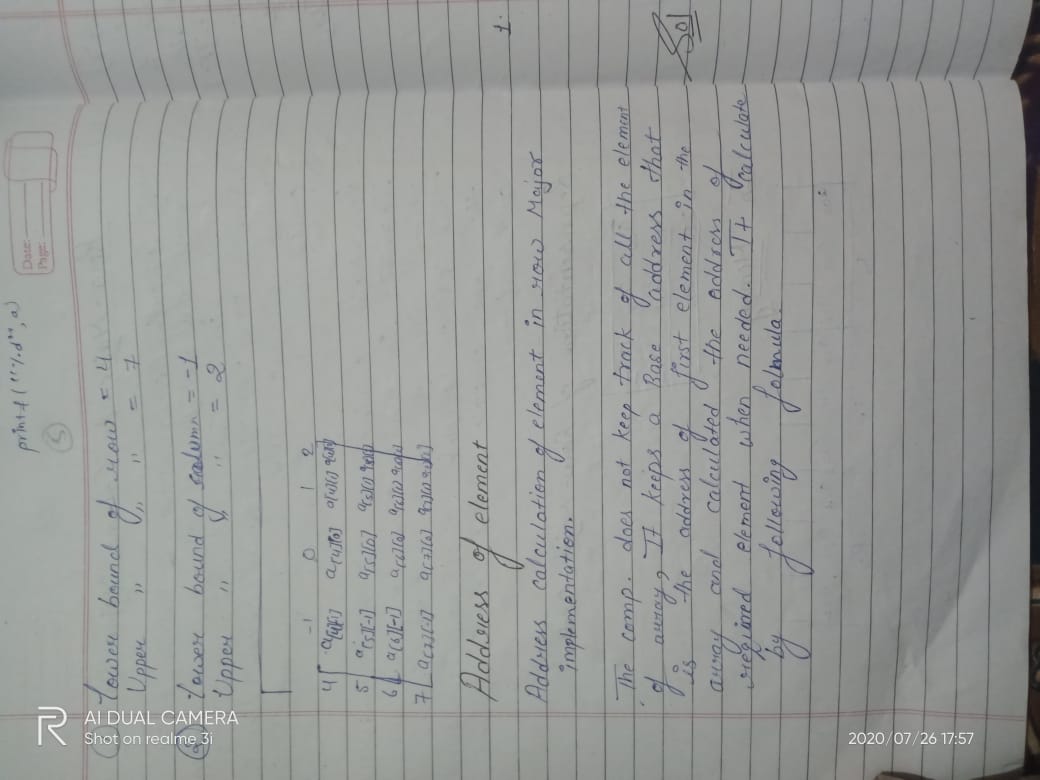 printf("%d", a)
5
Date:
Page:
Lower bound of row = 4
Upper " " " = 7
2 Lower bound of column = -1
Upper " " " = 2
-1 0 1 2
4 a[4][-1] a[4][0] a[4][1] a[4][2]
5 a[5][-1] a[5][0] a[5][1] a[5][2]
6 a[6][-1] a[6][0] a[6][1] a[6][2]
7 a[7][-1] a[7][0] a[7][1] a[7][2]
Address of element
Address calculation of element in row Major
implementation.
The comp. does not keep track of all the element
of array, It keeps a Base address that
is the address of first element in the
array and calculated the address of
required element when needed. It calculate
by following formula.
1.
Sol
AI DUAL CAMERA
Shot on realme 3i
2020/07/26 17:57